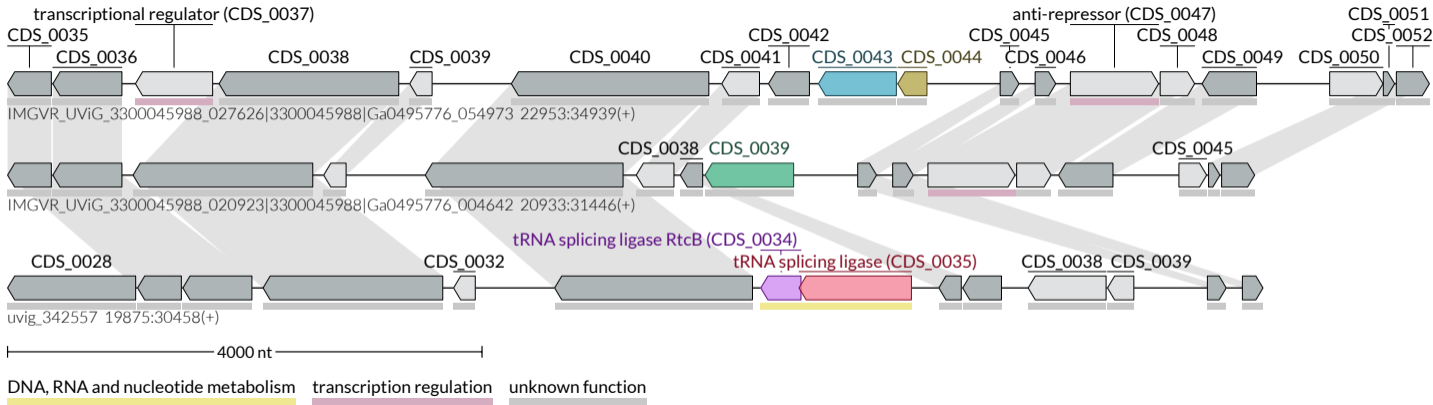 transcriptional regulator (CDS_0037) anti-repressor (CDS_0047) CDS_0051
CDS_0035 CDS_0042 CDS_0045 CDS_0048 CDS_0052
CDS_0036 CDS_0038 CDS_0039 CDS_0040 CDS_0041 CDS_0043 CDS_0044 CDS_0046 CDS_0049 CDS_0050
IMGVR_UViG_3300045988_027626|3300045988|Ga0495776_054973 22953:34939(+)
CDS_0038 CDS_0039 CDS_0045
IMGVR_UViG_3300045988_020923|3300045988|Ga0495776_004642 20933:31446(+)
tRNA splicing ligase RtcB (CDS_0034)
CDS_0028 CDS_0032 tRNA splicing ligase (CDS_0035) CDS_0038 CDS_0039
uvig_342557 19875:30458(+)
4000 nt
DNA, RNA and nucleotide metabolism transcription regulation unknown function